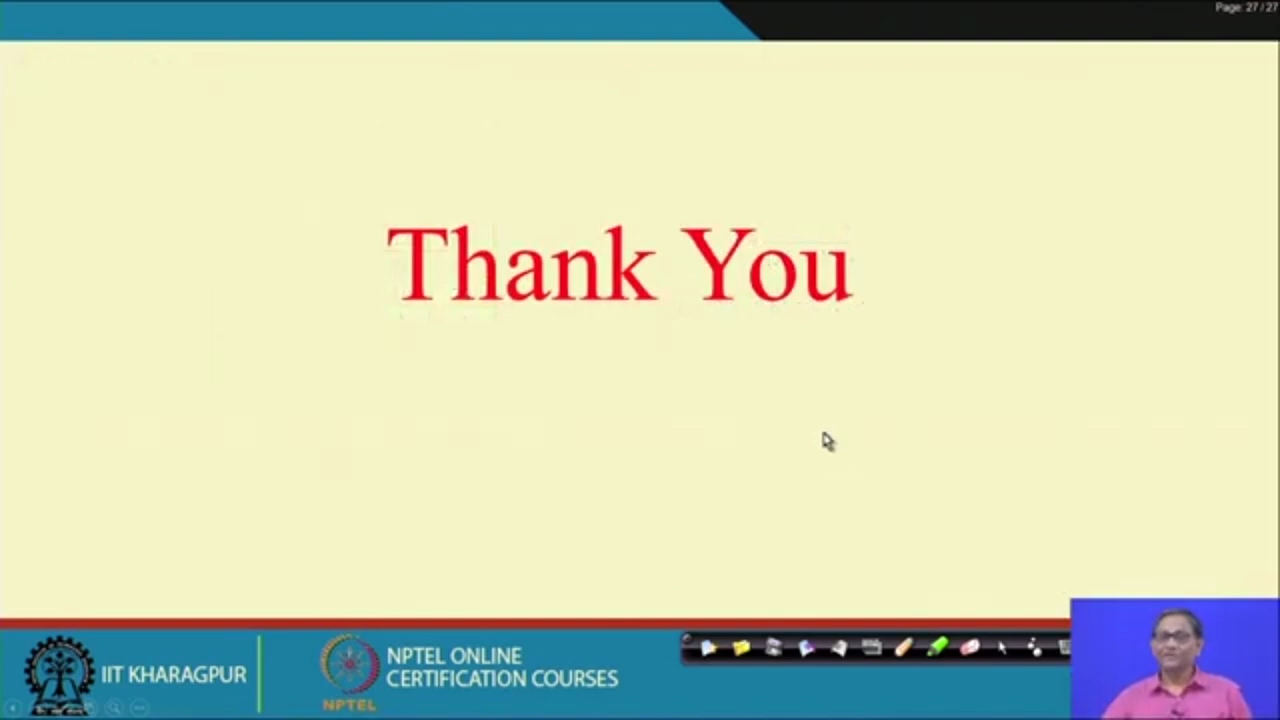 Page: 27 / 27
Thank You
IIT KHARAGPUR
NPTEL ONLINE
CERTIFICATION COURSES
NPTEL